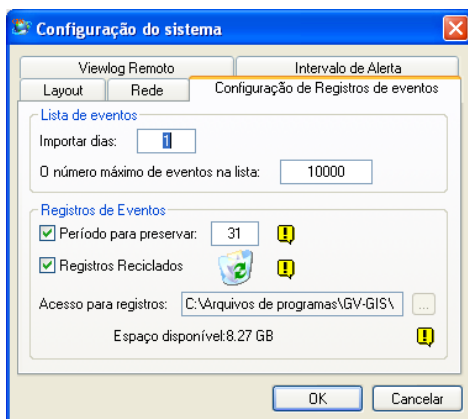 Configuração do sistema
Viewlog Remoto Intervalo de Alerta
Layout Rede Configuração de Registros de eventos
Lista de eventos
Importar dias: 1
O número máximo de eventos na lista: 10000
Registros de Eventos
Período para preservar: 31
Registros Reciclados
Acesso para registros: C:\Arquivos de programas\GV-GIS\ ...
Espaço disponível:8.27 GB
OK Cancelar